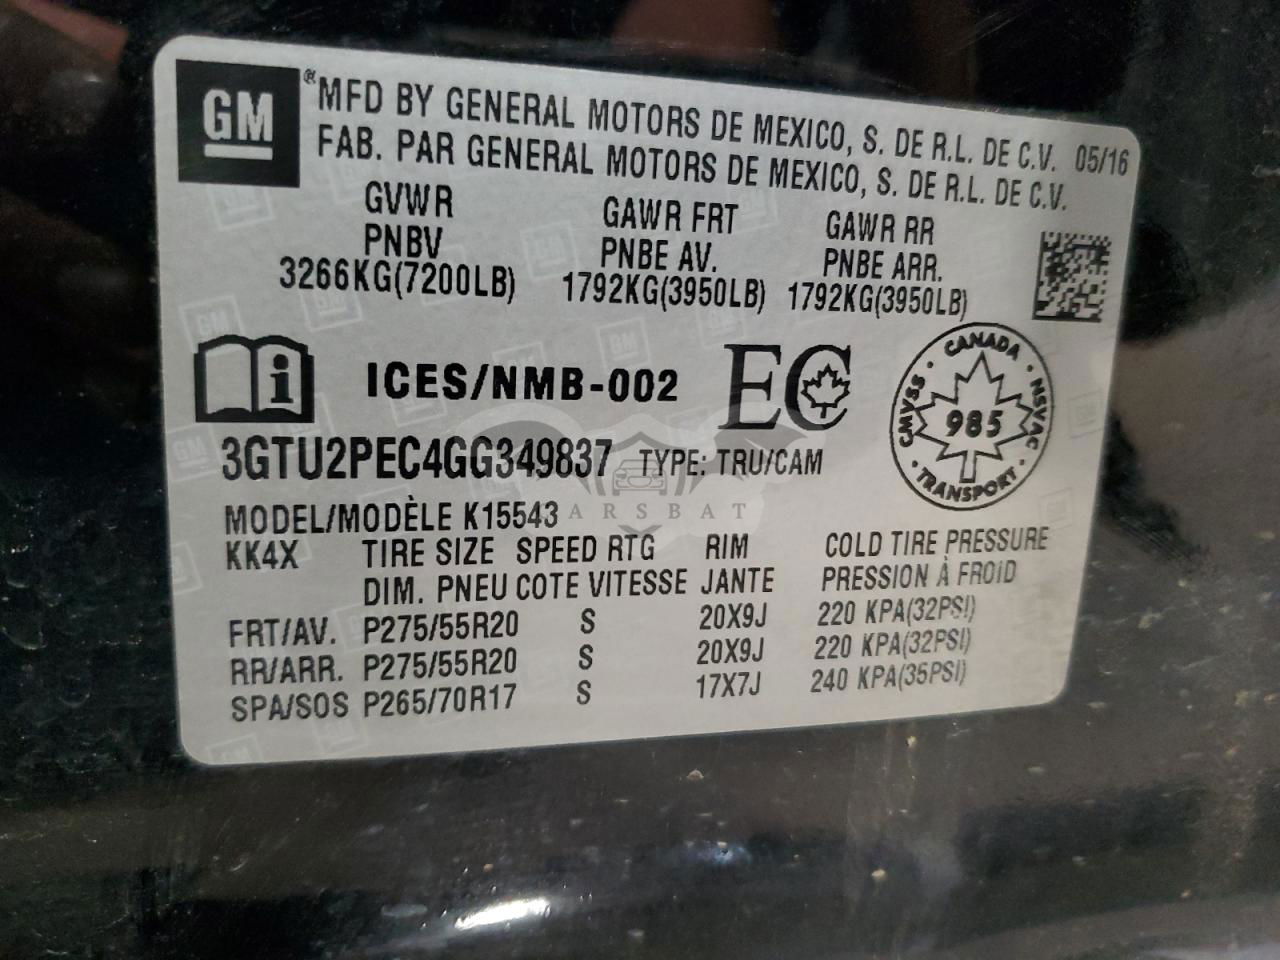 GM
®MFD BY GENERAL MOTORS DE MEXICO, S. DE R.L. DE C.V. 05/16
FAB. PAR GENERAL MOTORS DE MEXICO, S. DE R.L. DE C.V.
GVWR GAWR FRT GAWR RR
PNBV PNBE AV. PNBE ARR.
3266KG(7200LB) 1792KG(3950LB) 1792KG(3950LB)
i ICES/NMB-002 EC
CANADA
CMVSS 985 NSVAC
TRANSPORT
3GTU2PEC4GG349837 TYPE: TRU/CAM
MODEL/MODÈLE K15543
ARSBAT
KK4X TIRE SIZE SPEED RTG RIM COLD TIRE PRESSURE
DIM. PNEU COTE VITESSE JANTE PRESSION À FROID
FRT/AV. P275/55R20 S 20X9J 220 KPA(32PSI)
RR/ARR. P275/55R20 S 20X9J 220 KPA(32PSI)
SPA/SOS P265/70R17 S 17X7J 240 KPA(35PSI)